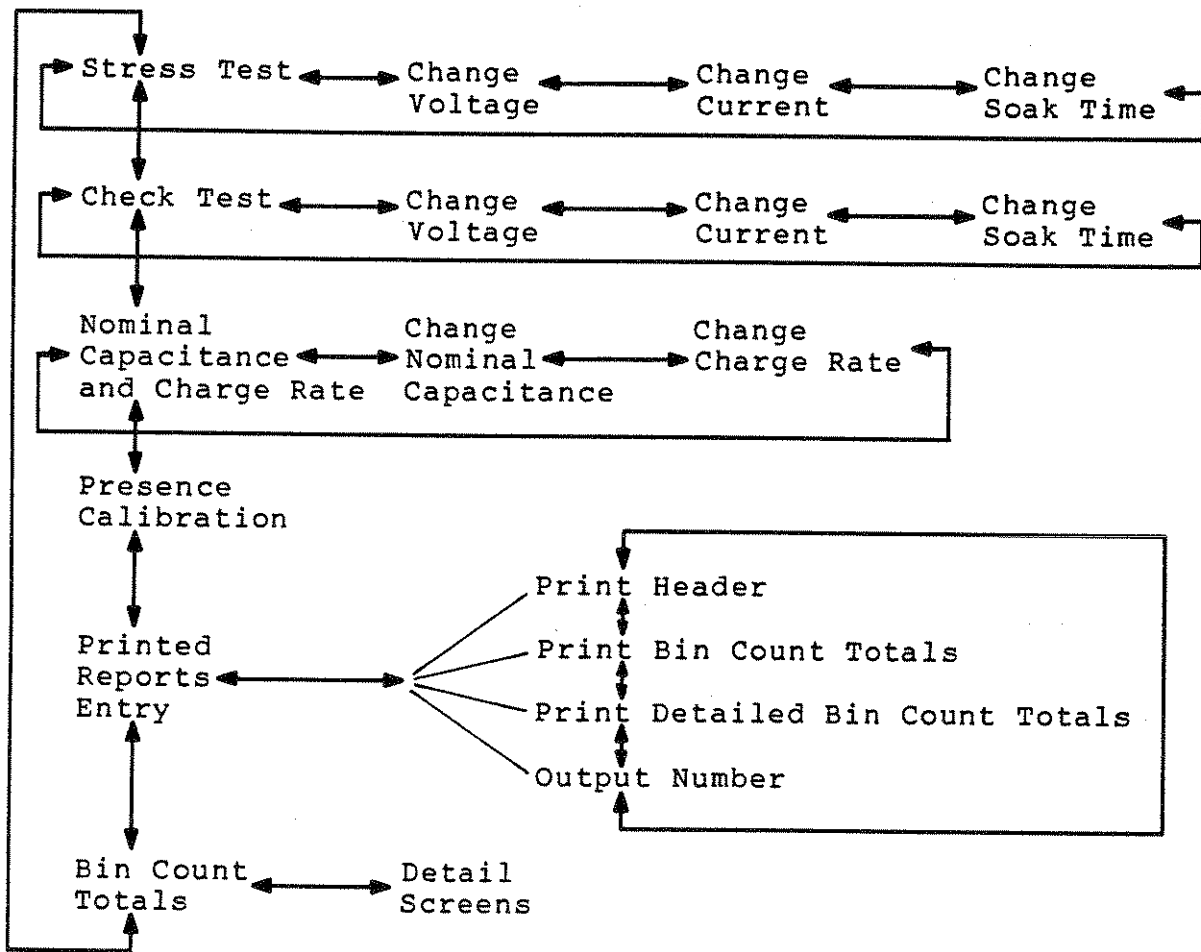 Stress Test
Change
Voltage
Change
Current
Change
Soak Time
Check Test
Change
Voltage
Change
Current
Change
Soak Time
Nominal
Capacitance
and Charge Rate
Change
Nominal
Capacitance
Change
Charge Rate
Presence
Calibration
Printed
Reports
Entry
Print Header
Print Bin Count Totals
Print Detailed Bin Count Totals
Output Number
Bin Count
Totals
Detail
Screens